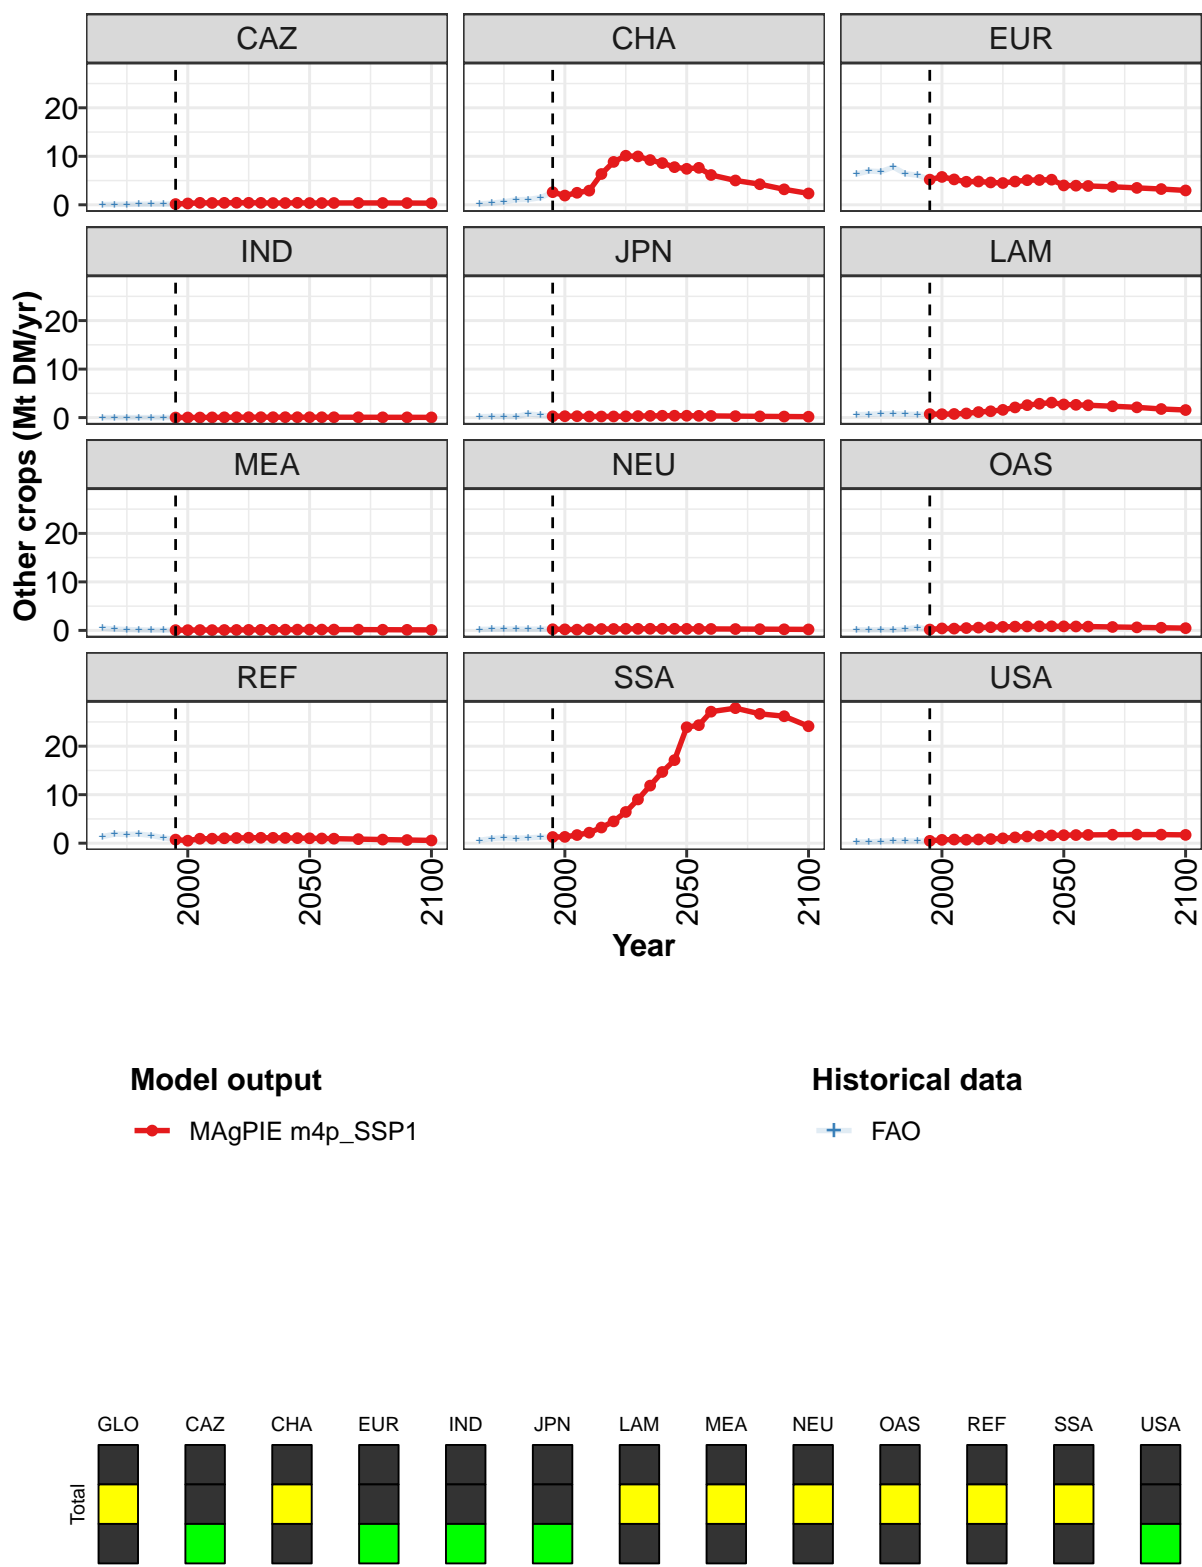 CAZ CHA EUR
20
10
0
IND JPN LAM
20
10
0
MEA NEU OAS
20
10
0
REF SSA USA
20
10
0
Other crops (Mt DM/yr)
2000 2050 2100 2000 2050 2100 2000 2050 2100
Year
Model output Historical data
MAgPIE m4p_SSP1 FAO
GLO CAZ CHA EUR IND JPN LAM MEA NEU OAS REF SSA USA
Total